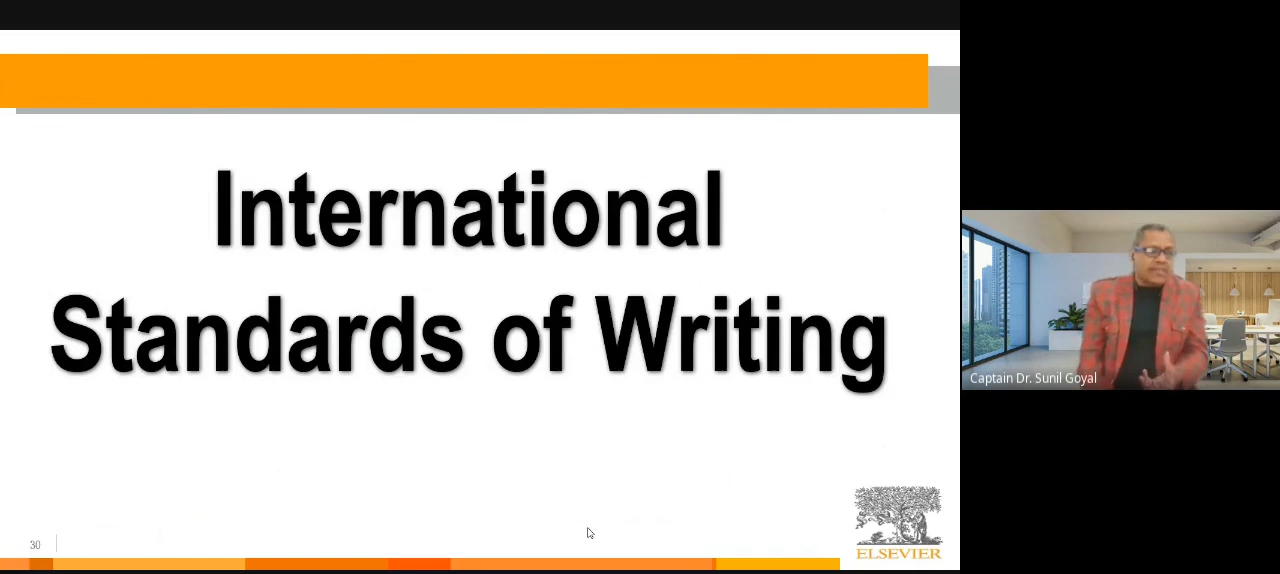 International
Standards of Writing
30
ELSEVIER
Captain Dr. Sunil Goyal